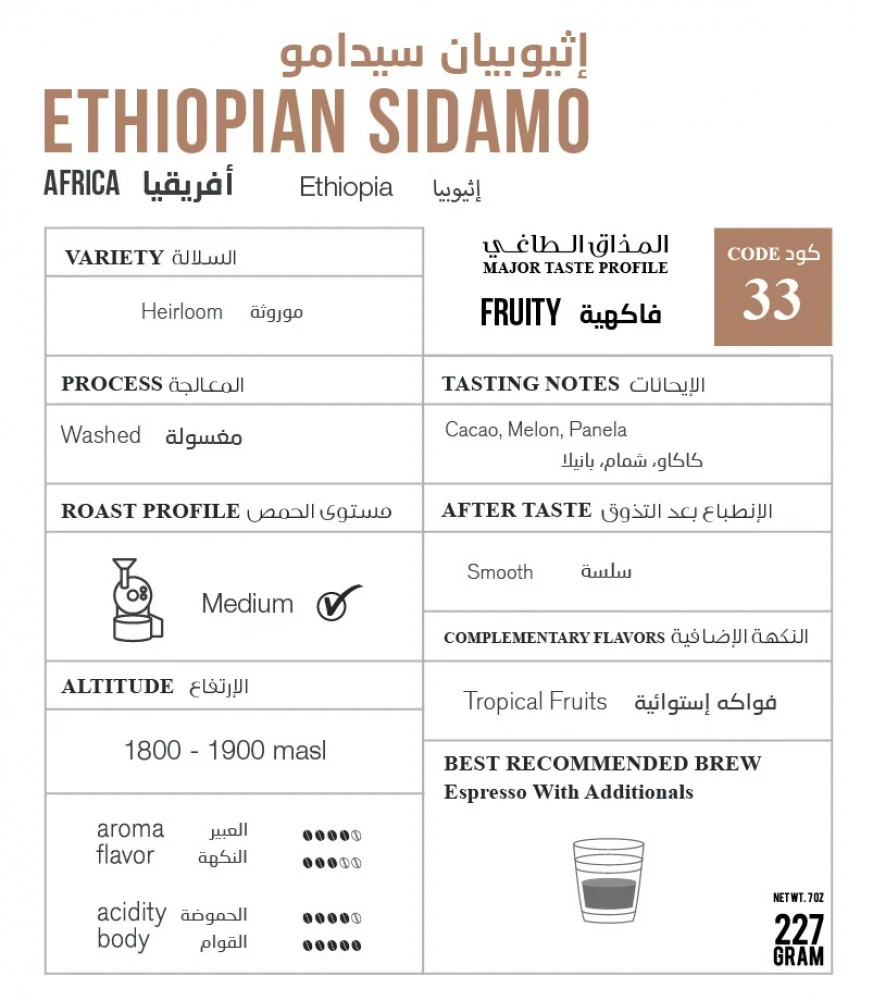 إثيوبيان سيدامو
ETHIOPIAN SIDAMO
AFRICA أفريقيا Ethiopia إثيوبيا
VARIETY السلالة
Heirloom موروثة
المذاق الطاغي
MAJOR TASTE PROFILE
FRUITY فاكهية
CODE كود
33
PROCESS المعالجة
Washed مغسولة
TASTING NOTES الإيحائات
Cacao, Melon, Panela
كاكاو، شمام، بانيلا
ROAST PROFILE مستوى الحمص
Medium
AFTER TASTE الإنطباع بعد التذوق
Smooth سلسة
COMPLEMENTARY FLAVORS النكهة الإضافية
Tropical Fruits فواكه إستوائية
ALTITUDE الإرتفاع
1800 - 1900 masl
aroma العبير
flavor النكهة
acidity الحموضة
body القوام
BEST RECOMMENDED BREW
Espresso With Additionals
NET WT. 7OZ
227
GRAM